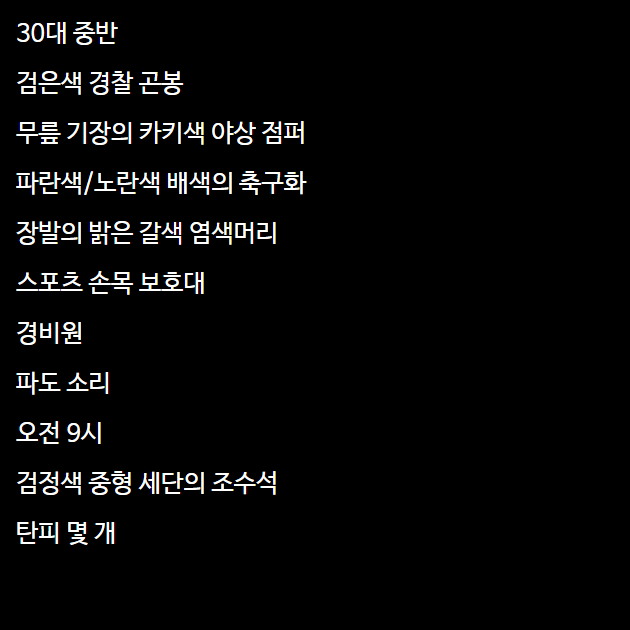 30대 중반
검은색 경찰 곤봉
무릎 기장의 카키색 야상 점퍼
파란색/노란색 배색의 축구화
장발의 밝은 갈색 염색머리
스포츠 손목 보호대
경비원
파도 소리
오전 9시
검정색 중형 세단의 조수석
탄피 몇 개